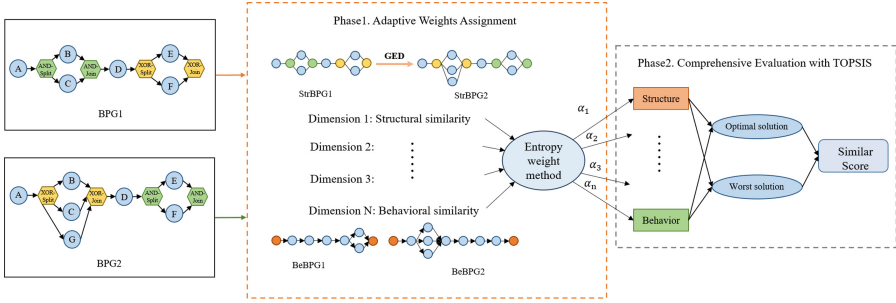 A
AND-
Split
B
C
AND-
Join
D
XOR-
Split
E
F
XOR-
Join
BPG1
A
XOR-
Split
B
C
G
XOR-
Join
D
AND-
Split
E
F
AND-
Join
BPG2
Phase1. Adaptive Weights Assignment
GED
StrBPG1
StrBPG2
Dimension 1: Structural similarity
Dimension 2:
Dimension 3:
Dimension N: Behavioral similarity
BeBPG1
BeBPG2
Entropy
weight
method
α1
α2
α3
αn
Phase2. Comprehensive Evaluation with TOPSIS
Structure
Behavior
Optimal solution
Worst solution
Similar
Score